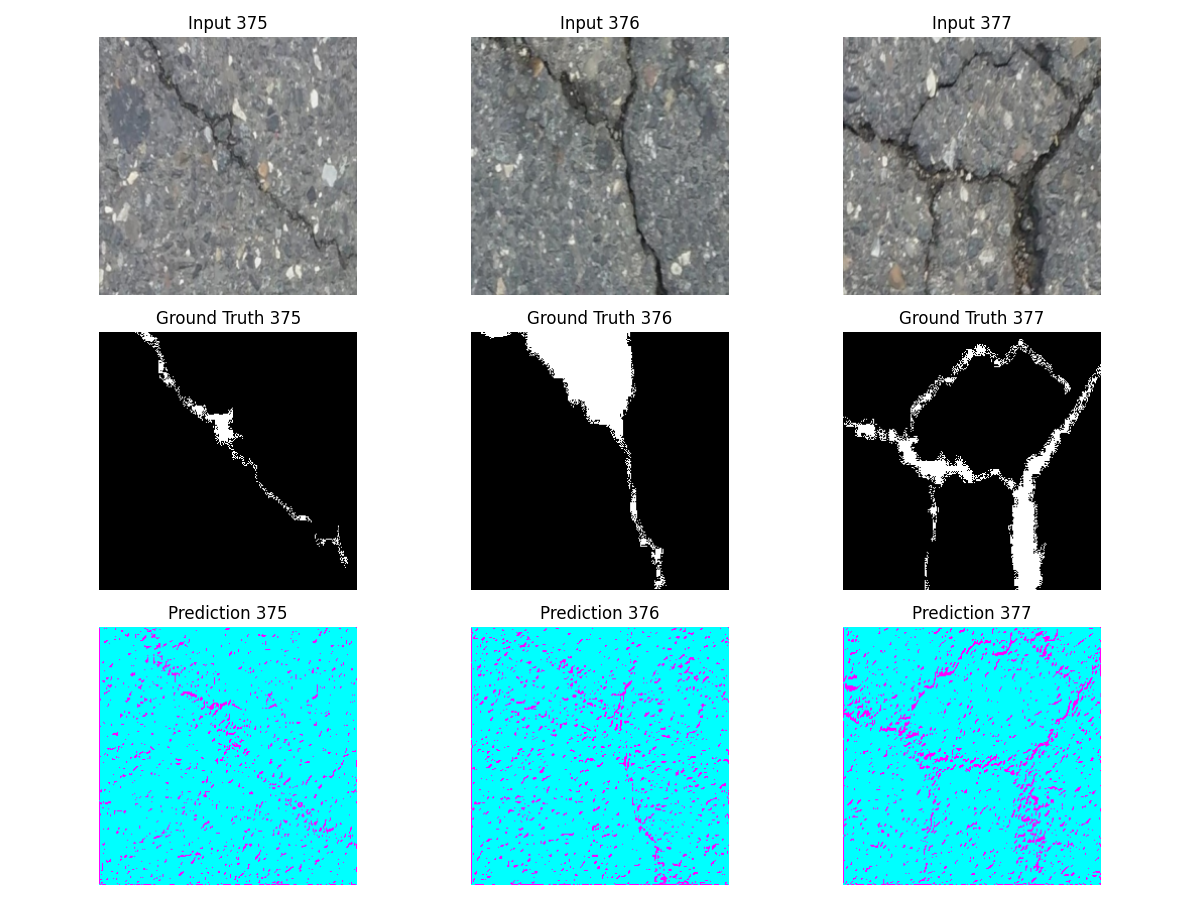 Input 375
Input 376
Input 377
Ground Truth 375
Ground Truth 376
Ground Truth 377
Prediction 375
Prediction 376
Prediction 377